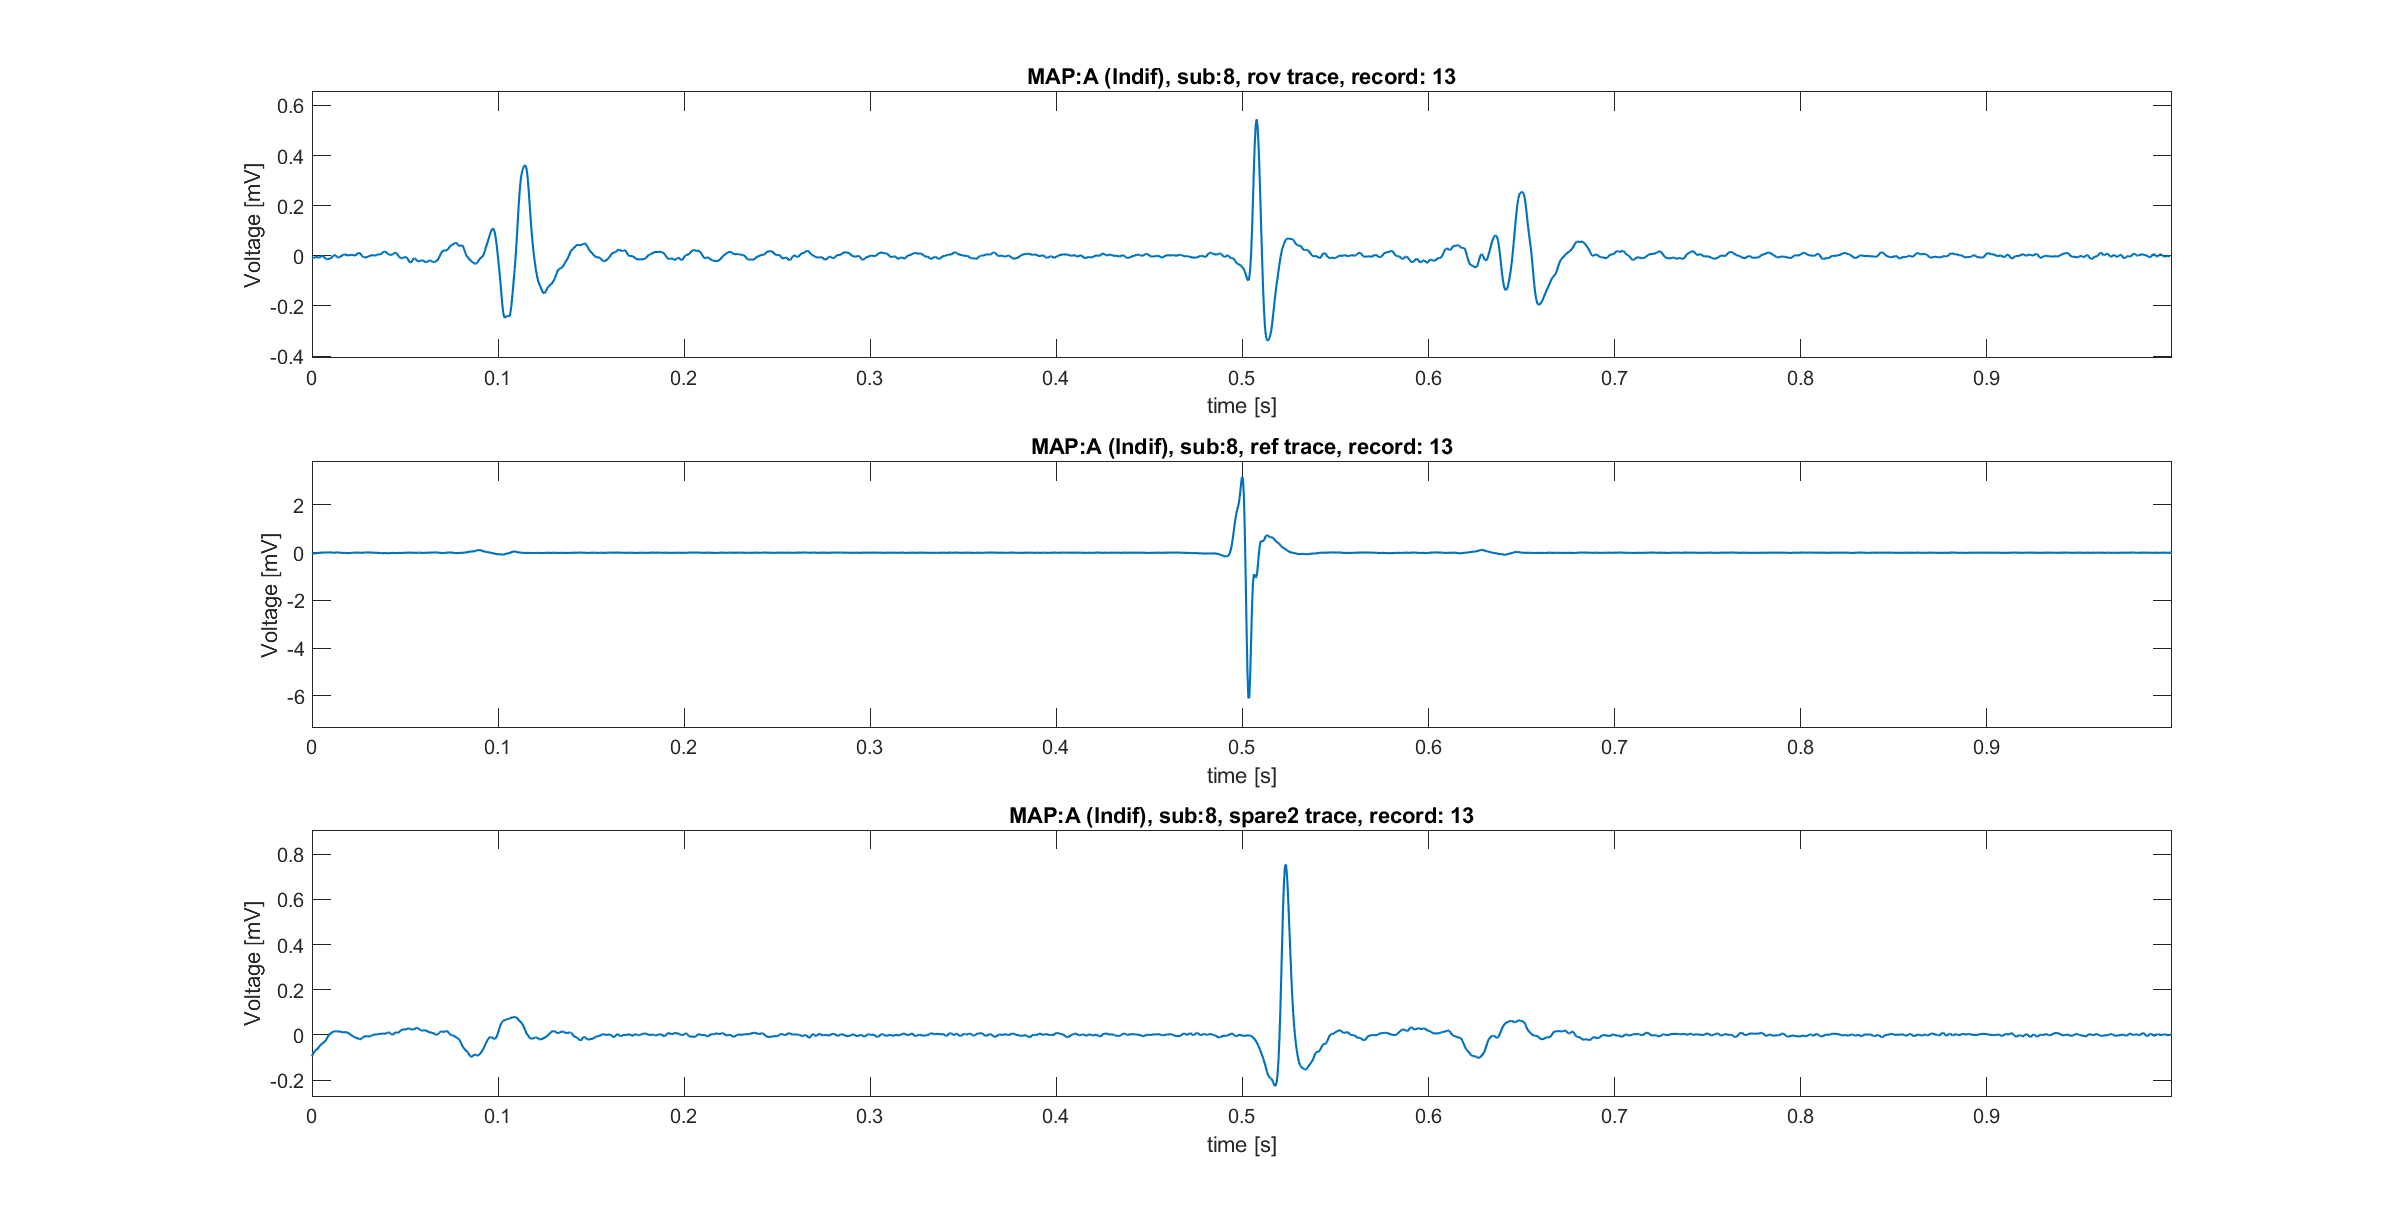 MAP:A (Indif), sub:8, rov trace, record: 13
Voltage [mV]
0.6
0.4
0.2
0
-0.2
-0.4
0 0.1 0.2 0.3 0.4 0.5 0.6 0.7 0.8 0.9
time [s]
MAP:A (Indif), sub:8, ref trace, record: 13
Voltage [mV]
2
0
-2
-4
-6
0 0.1 0.2 0.3 0.4 0.5 0.6 0.7 0.8 0.9
time [s]
MAP:A (Indif), sub:8, spare2 trace, record: 13
Voltage [mV]
0.8
0.6
0.4
0.2
0
-0.2
0 0.1 0.2 0.3 0.4 0.5 0.6 0.7 0.8 0.9
time [s]